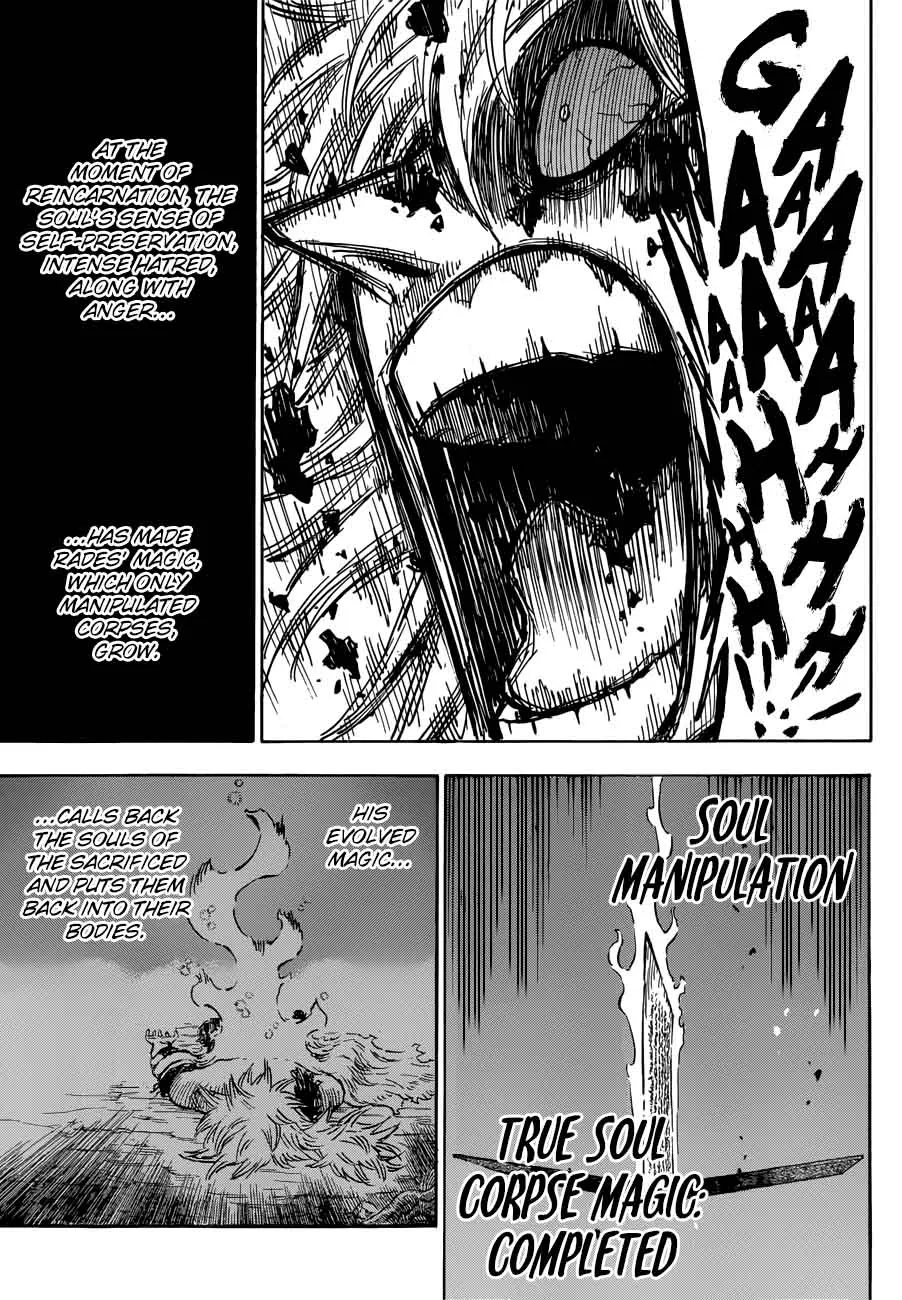 GAAAHHH!!
AAAAAHHH!!
AT THE
MOMENT OF
REINCARNATION, THE
SOUL'S SENSE OF
SELF-PRESERVATION,
INTENSE HATRED,
ALONG WITH
ANGER...
...HAS MADE
RADES' MAGIC,
WHICH ONLY
MANIPULATED
CORPSES,
GROW.
SOUL
MANIPULATION
TRUE SOUL
CORPSE MAGIC:
COMPLETED
HIS
EVOLVED
MAGIC...
...CALLS BACK
THE SOULS OF
THE SACRIFICED
AND PUTS THEM
BACK INTO THEIR
BODIES.